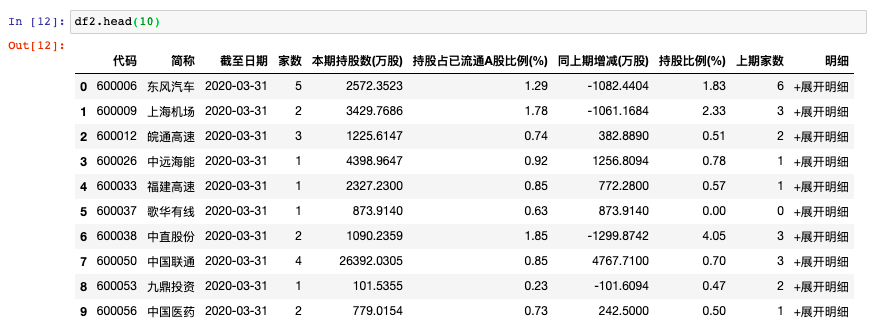 In [12]: df2.head(10)
Out[12]:
代码 简称 截至日期 家数 本期持股数(万股) 持股占已流通A股比例(%) 同上期增减(万股) 持股比例(%) 上期家数 明细
0 600006 东风汽车 2020-03-31 5 2572.3523 1.29 -1082.4404 1.83 6 +展开明细
1 600009 上海机场 2020-03-31 2 3429.7686 1.78 -1061.1684 2.33 3 +展开明细
2 600012 皖通高速 2020-03-31 3 1225.6147 0.74 382.8890 0.51 2 +展开明细
3 600026 中远海能 2020-03-31 1 4398.9647 0.92 1256.8094 0.78 1 +展开明细
4 600033 福建高速 2020-03-31 1 2327.2300 0.85 772.2800 0.57 1 +展开明细
5 600037 歌华有线 2020-03-31 1 873.9140 0.63 873.9140 0.00 0 +展开明细
6 600038 中直股份 2020-03-31 2 1090.2359 1.85 -1299.8742 4.05 3 +展开明细
7 600050 中国联通 2020-03-31 4 26392.0305 0.85 4767.7100 0.70 3 +展开明细
8 600053 九鼎投资 2020-03-31 1 101.5355 0.23 -101.6094 0.47 2 +展开明细
9 600056 中国医药 2020-03-31 2 779.0154 0.73 242.5000 0.50 1 +展开明细